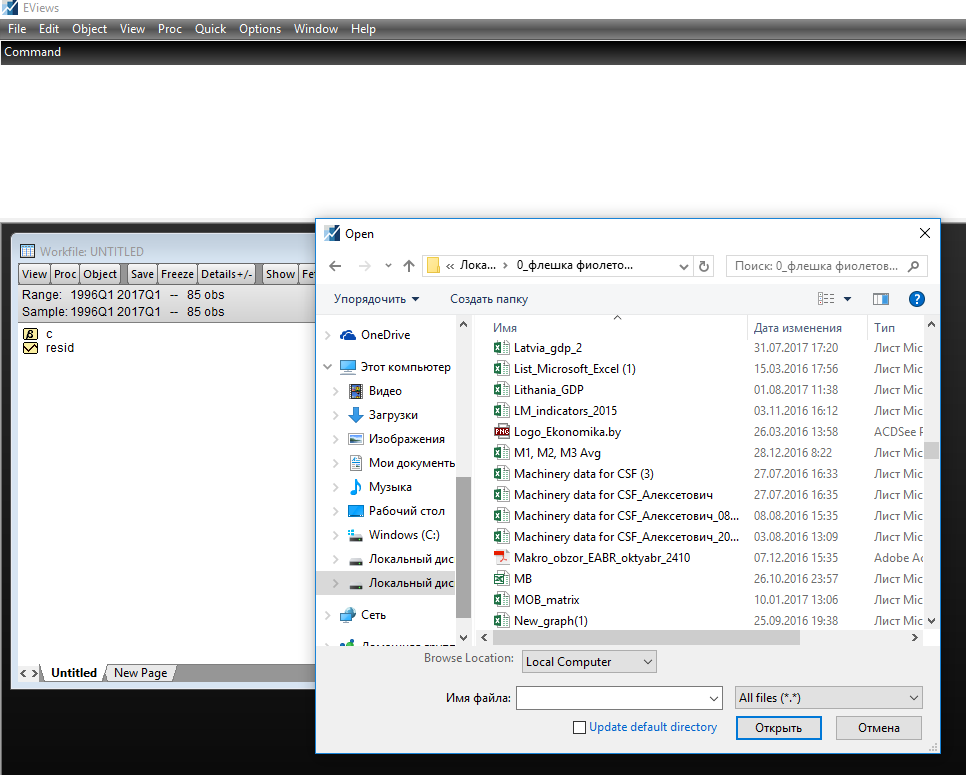 EViews
File Edit Object View Proc Quick Options Window Help
Command
Workfile: UNTITLED
View Proc Object Save Freeze Details+/- Show Fe
Range: 1996Q1 2017Q1 -- 85 obs
Sample: 1996Q1 2017Q1 -- 85 obs
β c
resid
Untitled New Page
Open
« Лока... › 0_флешка фиолето...
Поиск: 0_флешка фиолетов...
Упорядочить Создать папку
OneDrive
Этот компьютер
Видео
Загрузки
Изображения
Мои документы
Музыка
Рабочий стол
Windows (C:)
Локальный дис
Локальный дис
Сеть
Имя Дата изменения Тип
Latvia_gdp_2 31.07.2017 17:20 Лист Mic
List_Microsoft_Excel (1) 15.03.2016 17:56 Лист Mic
Lithania_GDP 01.08.2017 11:38 Лист Mic
LM_indicators_2015 03.11.2016 16:12 Лист Mic
PNG Logo_Ekonomika.by 26.03.2016 13:58 ACDSee P
M1, M2, M3 Avg 28.12.2016 8:22 Лист Mic
Machinery data for CSF (3) 27.07.2016 16:33 Лист Mic
Machinery data for CSF_Алексетович 27.07.2016 16:35 Лист Mic
Machinery data for CSF_Алексетович_08... 08.08.2016 15:35 Лист Mic
Machinery data for CSF_Алексетович_20... 03.08.2016 13:09 Лист Mic
Makro_obzor_EABR_oktyabr_2410 07.12.2016 15:35 Adobe Ac
MB 26.10.2016 23:57 Лист Mic
MOB_matrix 10.01.2017 13:06 Лист Mic
New_graph(1) 25.09.2016 19:38 Лист Mic
Browse Location: Local Computer
Имя файла: All files (*.*)
Update default directory Открыть Отмена